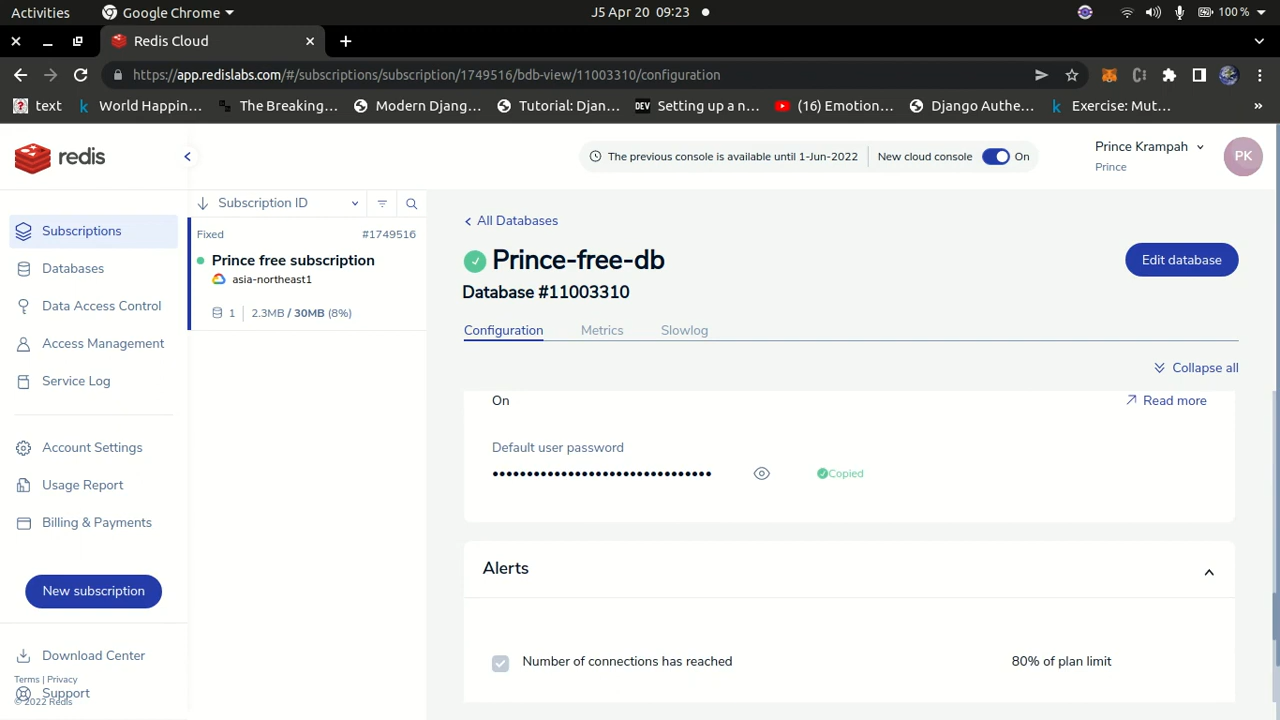 Activities
Google Chrome
J5 Apr 20 09:23
100 %
Redis Cloud
https://app.redislabs.com/#/subscriptions/subscription/1749516/bdb-view/11003310/configuration
text
World Happin...
The Breaking...
Modern Djang...
Tutorial: Djan...
DEV
Setting up a n...
(16) Emotion...
Django Authe...
Exercise: Mut...
redis
The previous console is available until 1-Jun-2022
New cloud console
On
Prince Krampah
Prince
PK
Subscriptions
Databases
Data Access Control
Access Management
Service Log
Account Settings
Usage Report
Billing & Payments
New subscription
Download Center
Terms | Privacy
Support
© 2022 Redis
Subscription ID
Fixed
#1749516
Prince free subscription
asia-northeast1
1
2.3MB / 30MB (8%)
All Databases
Prince-free-db
Edit database
Database #11003310
Configuration
Metrics
Slowlog
Collapse all
On
Read more
Default user password
••••••••••••••••••••••••••••••••
Copied
Alerts
Number of connections has reached
80% of plan limit